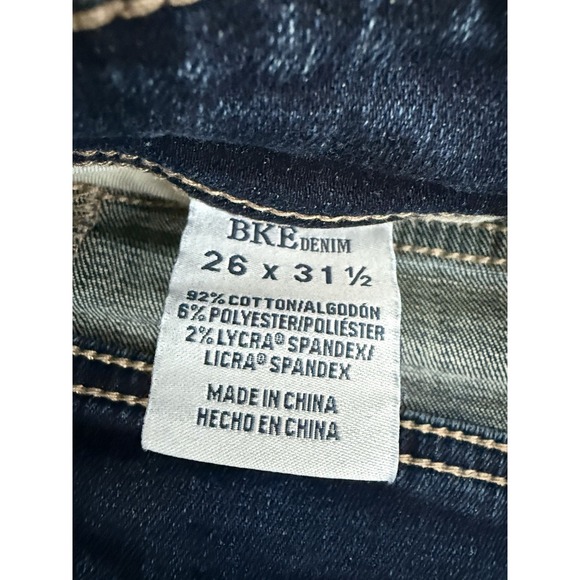 BKE DENIM
26 x 31 ½
92% COTTON/ALGODÓN
6% POLYESTER/POLIÉSTER
2% LYCRA® SPANDEX/
LICRA® SPANDEX
MADE IN CHINA
HECHO EN CHINA